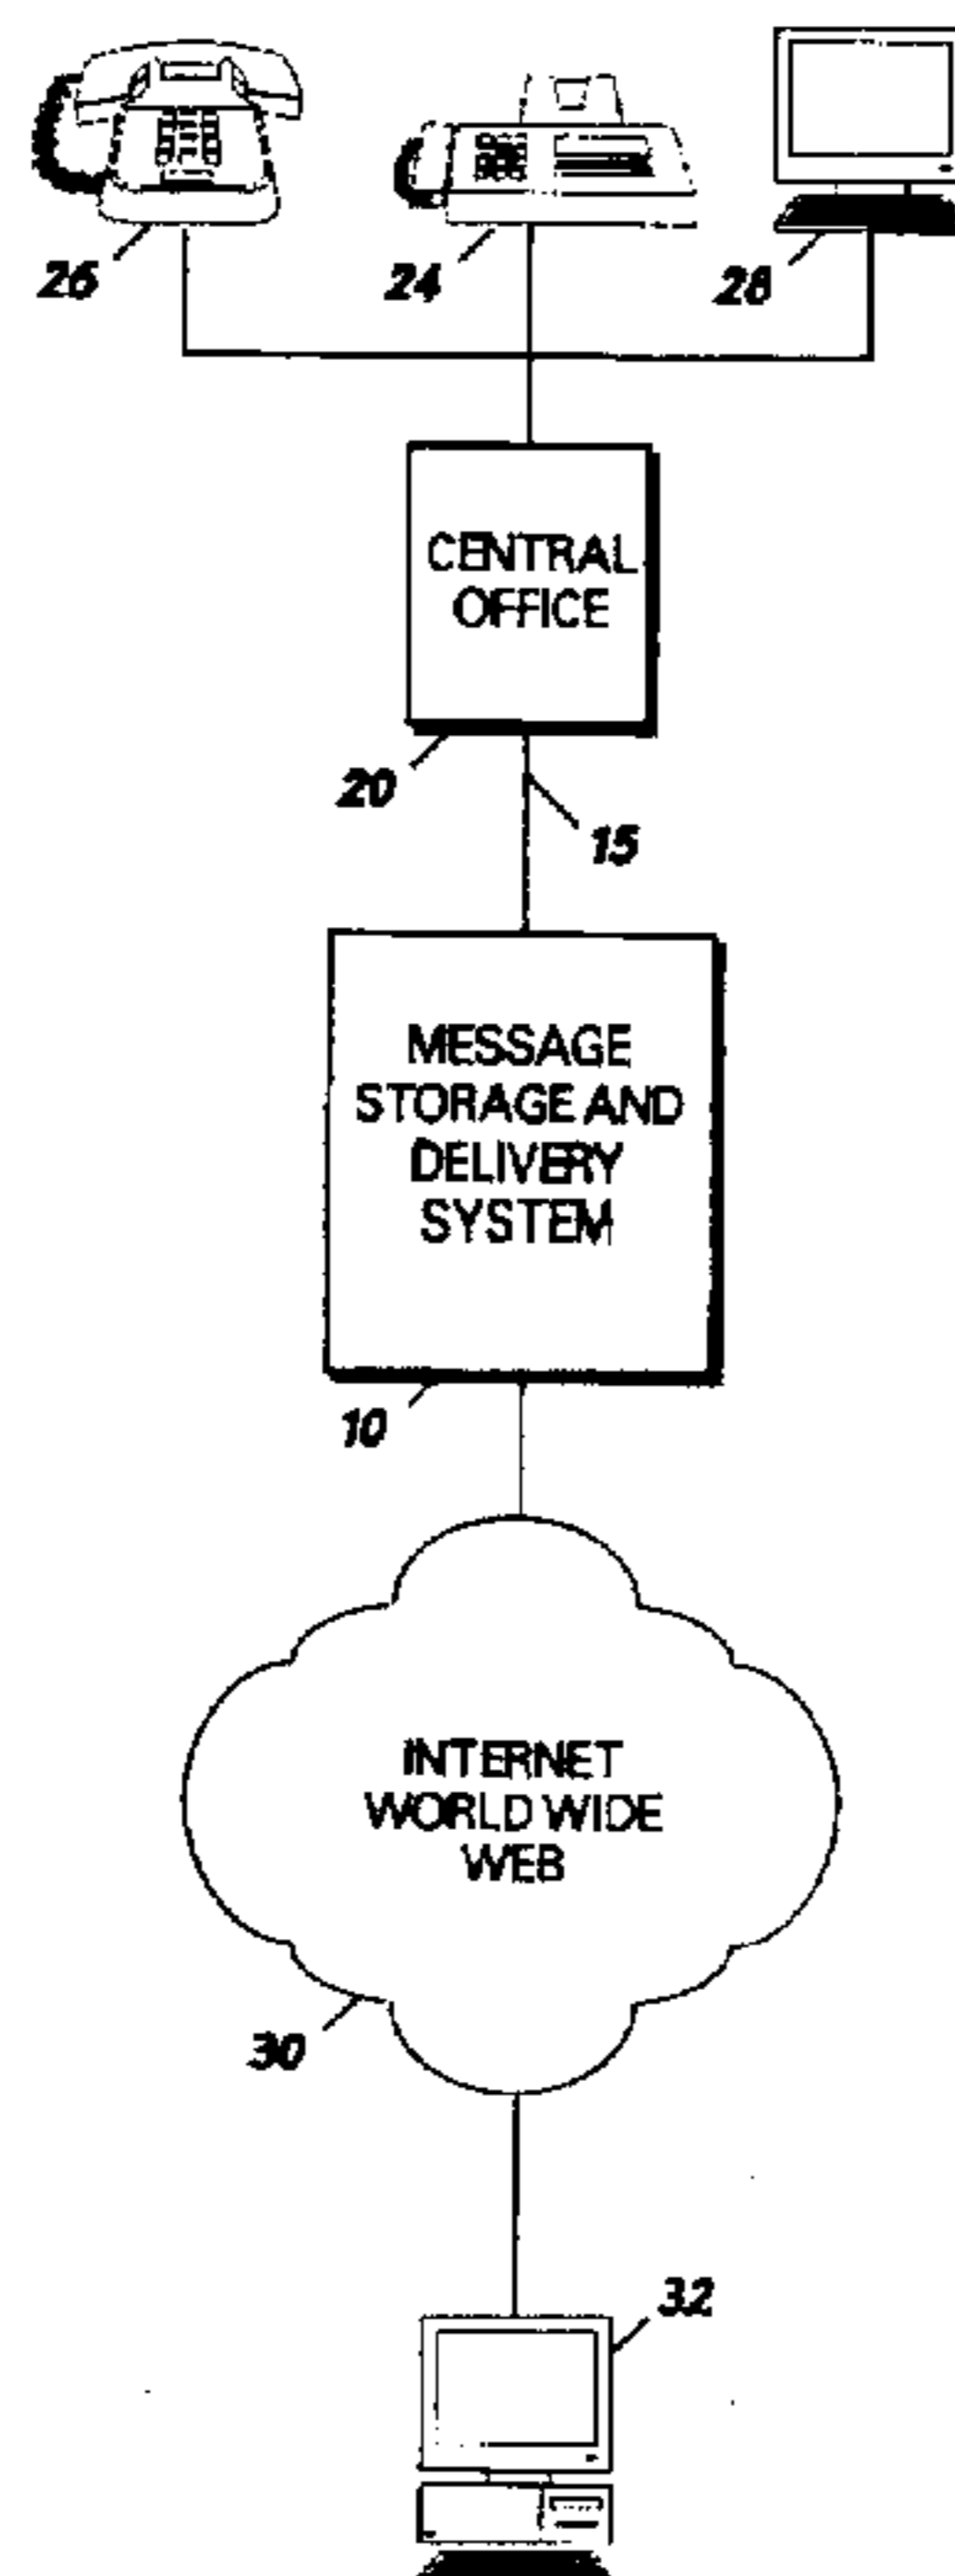 26
24
28
CENTRAL
OFFICE
20
15
MESSAGE
STORAGE AND
DELIVERY
SYSTEM
10
INTERNET
WORLD WIDE
WEB
30
32